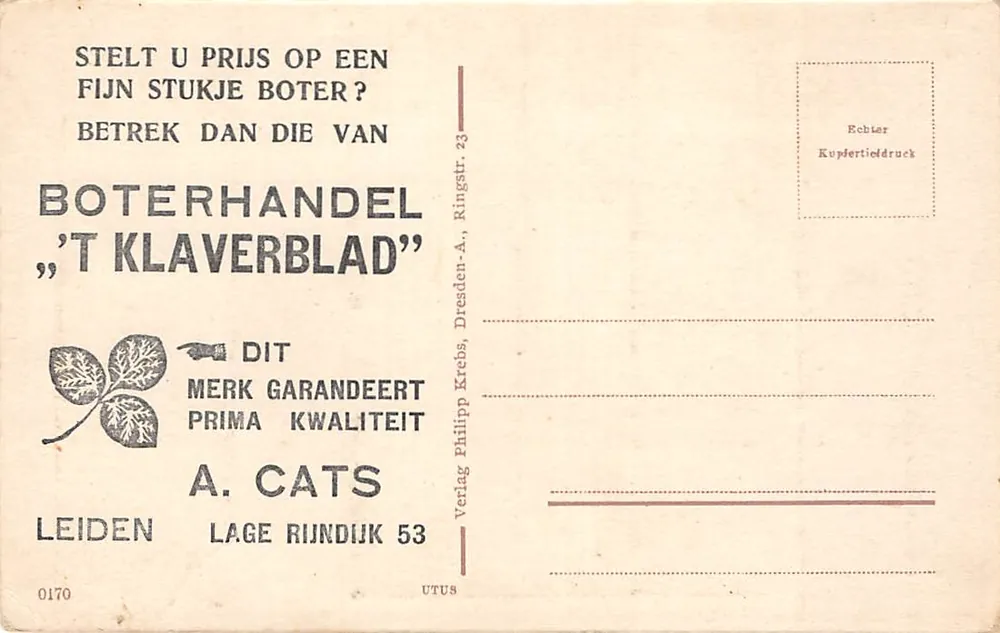 STELT U PRIJS OP EEN
FIJN STUKJE BOTER?
BETREK DAN DIE VAN
BOTERHANDEL
„'T KLAVERBLAD”
DIT
MERK GARANDEERT
PRIMA KWALITEIT
A. CATS
LEIDEN LAGE RIJNDIJK 53
0170
UTUS
Verlag Philipp Krebs, Dresden-A., Ringstr. 23
Echter
Kupfertiefdruck